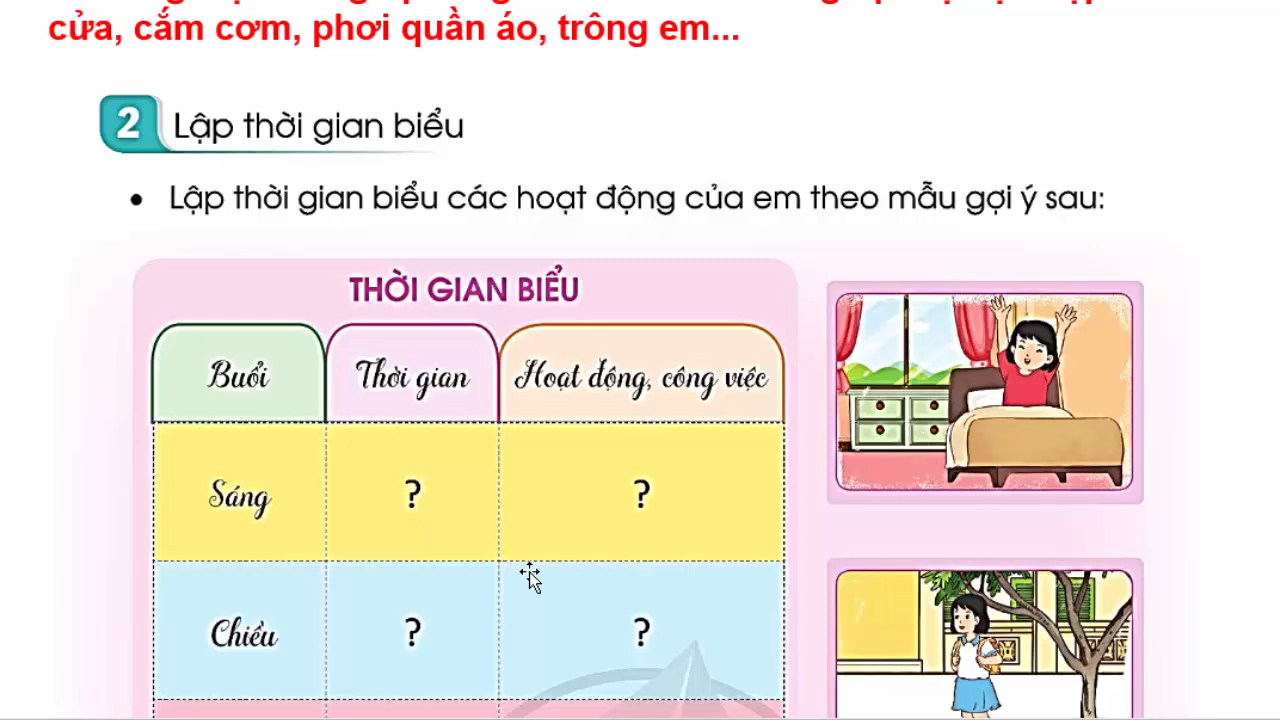 cửa, cắm cơm, phơi quần áo, trông em...
2 Lập thời gian biểu
• Lập thời gian biểu các hoạt động của em theo mẫu gợi ý sau:
THỜI GIAN BIỂU
Buổi Thời gian Hoạt động, công việc
Sáng ? ?
Chiều ? ?